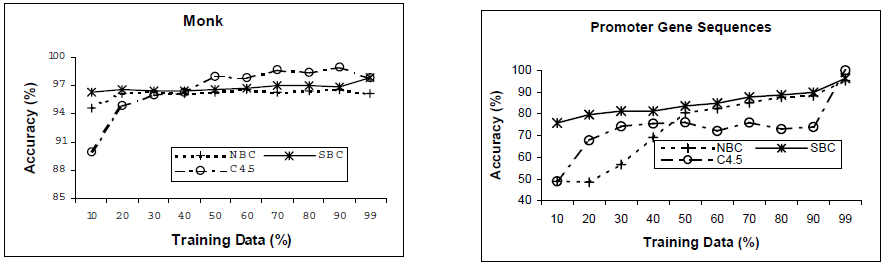 Monk
Accuracy (%)
100
97
94
91
88
85
NBC
SBC
C4.5
10 20 30 40 50 60 70 80 90 99
Training Data (%)
Promoter Gene Sequences
Accuracy (%)
100
90
80
70
60
50
40
NBC
SBC
C4.5
10 20 30 40 50 60 70 80 90 99
Training Data (%)